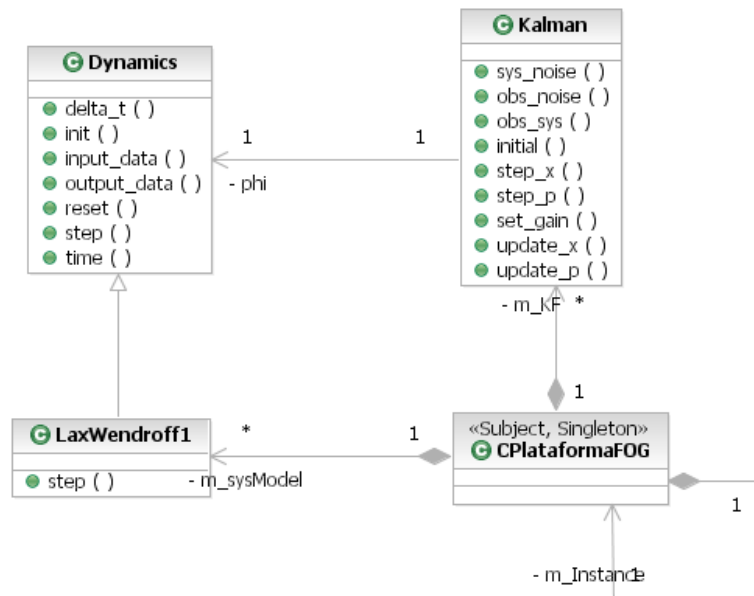 Dynamics
delta_t ( )
init ( )
input_data ( )
output_data ( )
reset ( )
step ( )
time ( )
1
1
- phi
Kalman
sys_noise ( )
obs_noise ( )
obs_sys ( )
initial ( )
step_x ( )
step_p ( )
set_gain ( )
update_x ( )
update_p ( )
- m_KF *
1
LaxWendroff1
step ( )
*
1
- m_sysModel
«Subject, Singleton»
CPlataformaFOG
1
- m_Instance
1